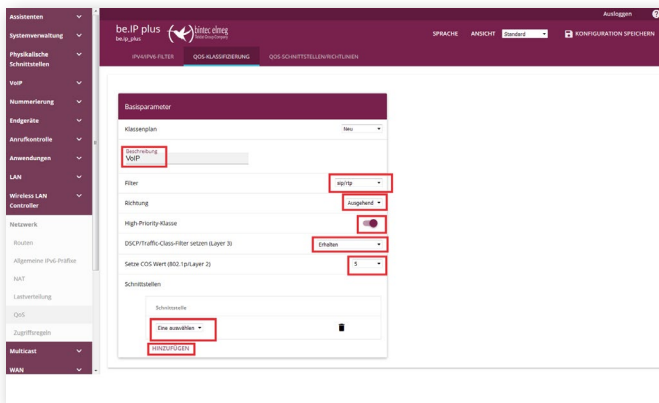 Ausloggen
be.IP plus
be.ip_plus
bintec elmeg
SPRACHE
ANSICHT
Standard
KONFIGURATION SPEICHERN
IPV4/IPV6-FILTER
QOS-KLASSIFIZIERUNG
QOS-SCHNITTSTELLEN/RICHTLINIEN
Assistenten
Systemverwaltung
Physikalische
Schnittstellen
VoIP
Nummerierung
Endgeräte
Anrufkontrolle
Anwendungen
LAN
Wireless LAN
Controller
Netzwerk
Routen
Allgemeine IPv6-Präfixe
NAT
Lastverteilung
QoS
Zugriffsregeln
Multicast
WAN
Basisparameter
Klassenplan
Neu
Beschreibung
VoIP
Filter
sip/rtp
Richtung
Ausgehend
High-Priority-Klasse
DSCP/Traffic-Class-Filter setzen (Layer 3)
Erhalten
Setze COS Wert (802.1p/Layer 2)
5
Schnittstellen
Schnittstelle
Eine auswählen
HINZUFÜGEN